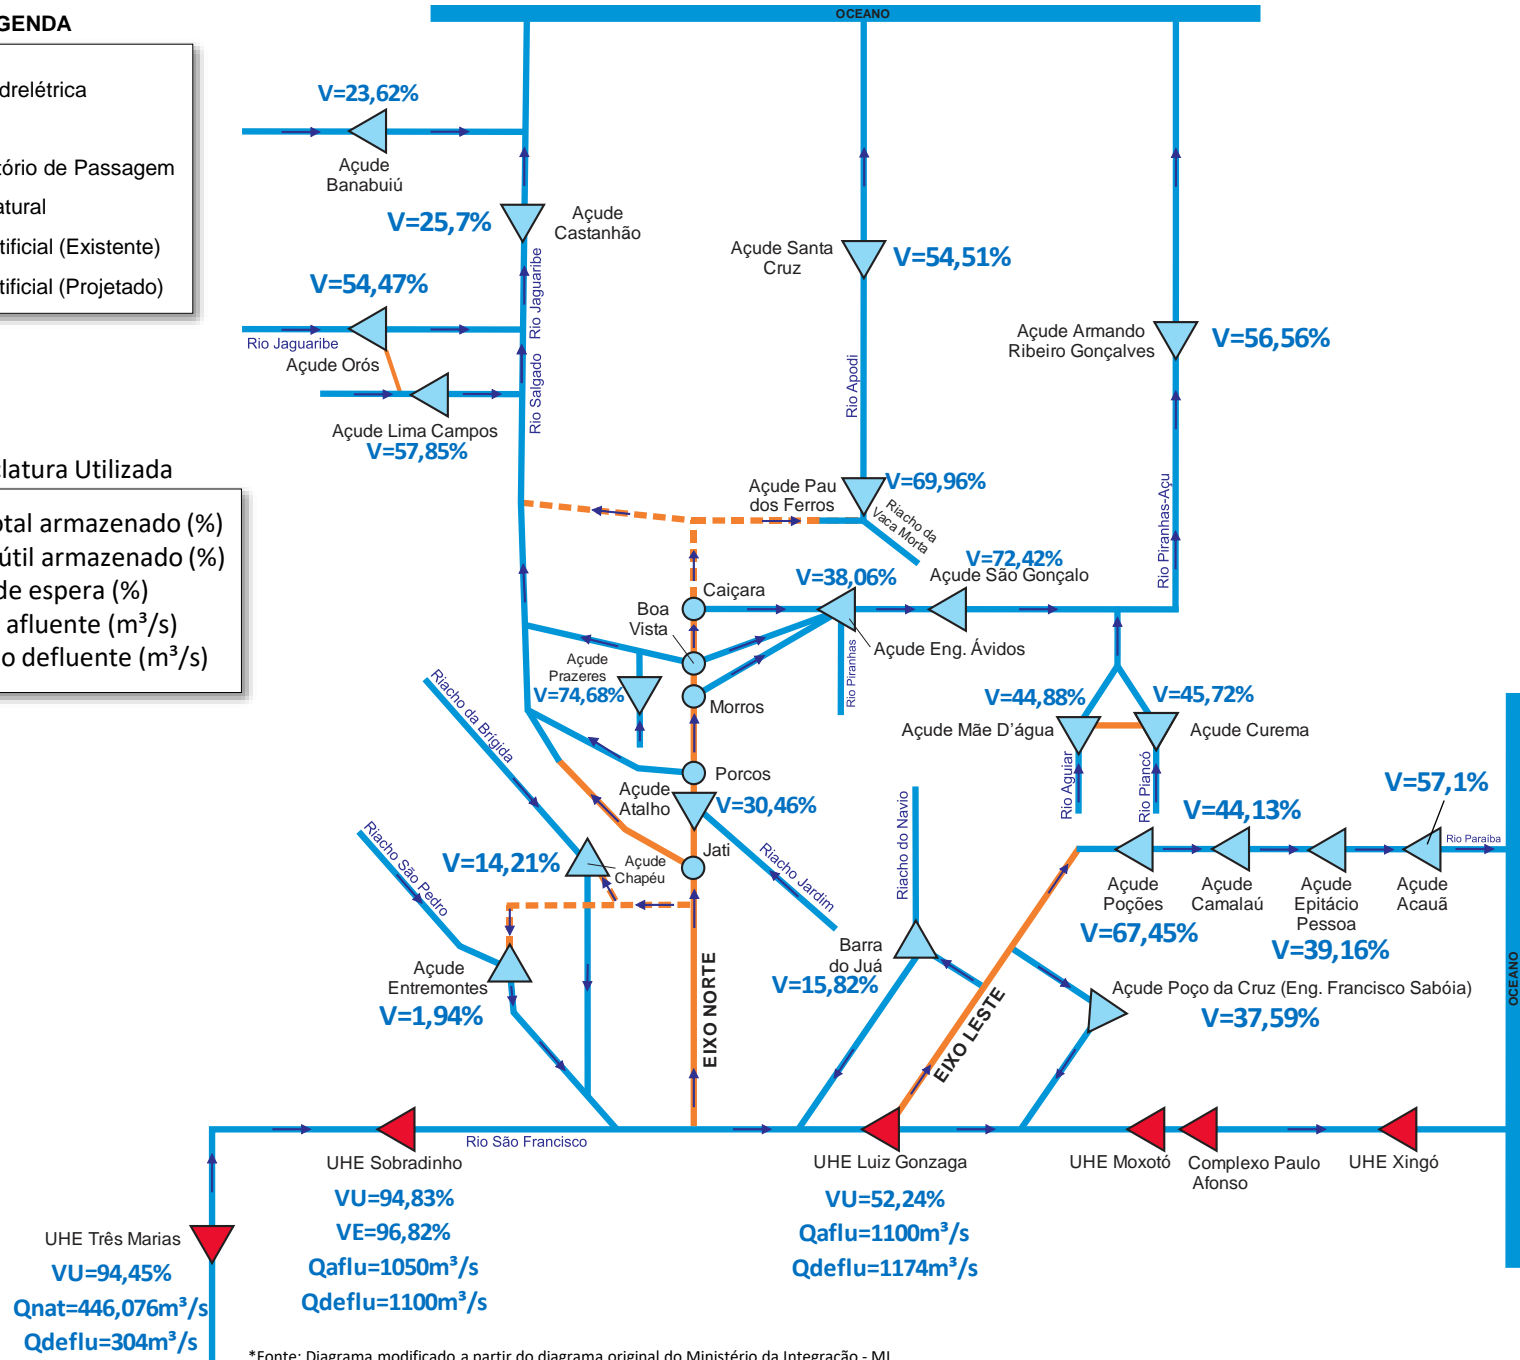 GENDA
drelétrica
tório de Passagem
atural
tificial (Existente)
tificial (Projetado)
clatura Utilizada
otal armazenado (%)
útil armazenado (%)
de espera (%)
afluente (m³/s)
o defluente (m³/s)
OCEANO
V=23,62%
Açude
Banabuiú
V=25,7%
Açude
Castanhão
V=54,47%
Rio Jaguaribe
Rio Jaguaribe
Açude Orós
Rio Salgado
Açude Lima Campos
V=57,85%
Açude Santa
Cruz
V=54,51%
Rio Apodi
Açude Armando
Ribeiro Gonçalves
V=56,56%
Rio Piranhas-Açu
Açude Pau
dos Ferros
V=69,96%
Riacho da
Vaca Morta
V=72,42%
Açude São Gonçalo
V=38,06%
Açude Eng. Ávidos
Rio Piranhas
Caiçara
Boa
Vista
Morros
Açude
Prazeres
V=74,68%
Porcos
Açude
Atalho
V=30,46%
Jati
Riacho Jardim
Riacho da Brígida
Riacho São Pedro
V=14,21%
Açude
Chapéu
Açude
Entremontes
V=1,94%
EIXO NORTE
V=44,88%
V=45,72%
Açude Mãe D'água
Açude Curema
Rio Aguiar
Rio Piancó
V=57,1%
V=44,13%
Rio Paraíba
Açude
Poções
Açude
Camalaú
Açude
Epitácio
Pessoa
Açude
Acauã
V=67,45%
V=39,16%
Riacho do Navio
Barra
do Juá
V=15,82%
EIXO LESTE
Açude Poço da Cruz (Eng. Francisco Sabóia)
V=37,59%
OCEANO
Rio São Francisco
UHE Sobradinho
VU=94,83%
VE=96,82%
Qaflu=1050m³/s
Qdeflu=1100m³/s
UHE Luiz Gonzaga
VU=52,24%
Qaflu=1100m³/s
Qdeflu=1174m³/s
UHE Moxotó
Complexo Paulo
Afonso
UHE Xingó
UHE Três Marias
VU=94,45%
Qnat=446,076m³/s
Qdeflu=304m³/s
*Fonte: Diagrama modificado a partir do diagrama original do Ministério da Integração - MI